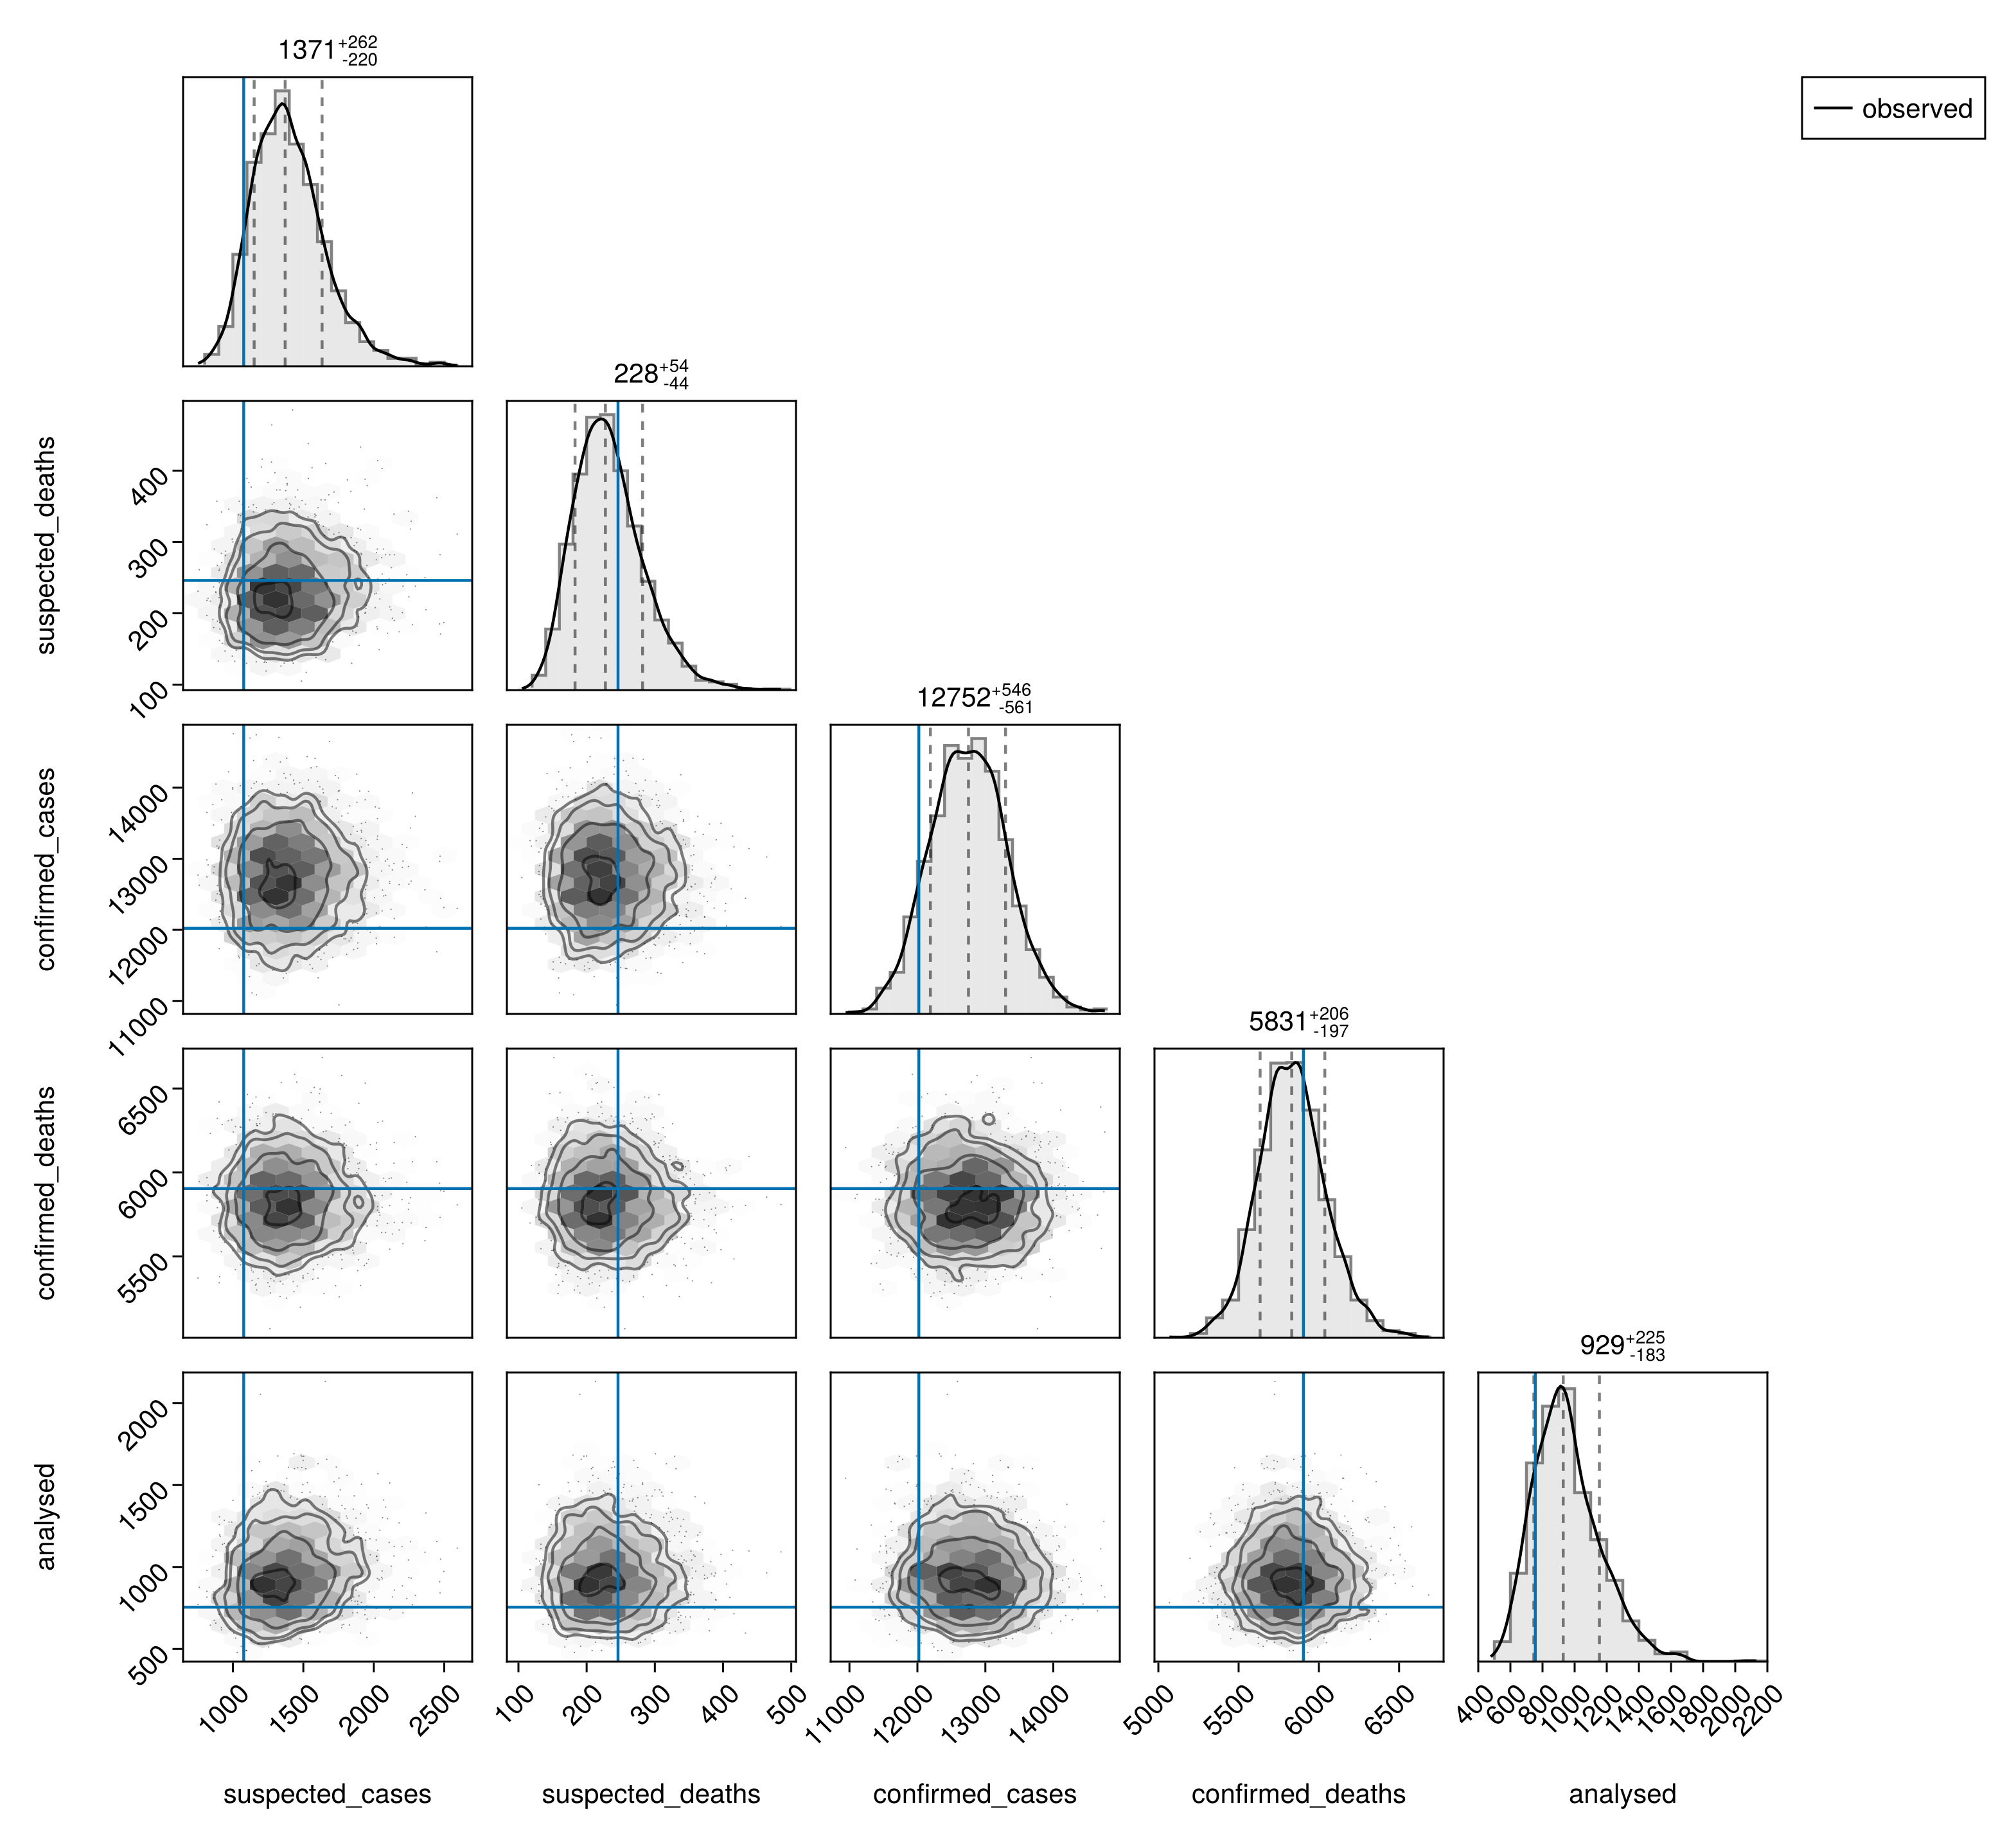 1371 +262 -220
observed
228 +54 -44
suspected_deaths
400
300
200
100
12752 +546 -561
confirmed_cases
14000
13000
12000
11000
5831 +206 -197
confirmed_deaths
6500
6000
5500
929 +225 -183
analysed
2000
1500
1000
500
1000 1500 2000 2500
100 200 300 400 500
11000 12000 13000 14000
5000 5500 6000 6500
400 600 800 1000 1200 1400 1600 1800 2000 2200
suspected_cases suspected_deaths confirmed_cases confirmed_deaths analysed